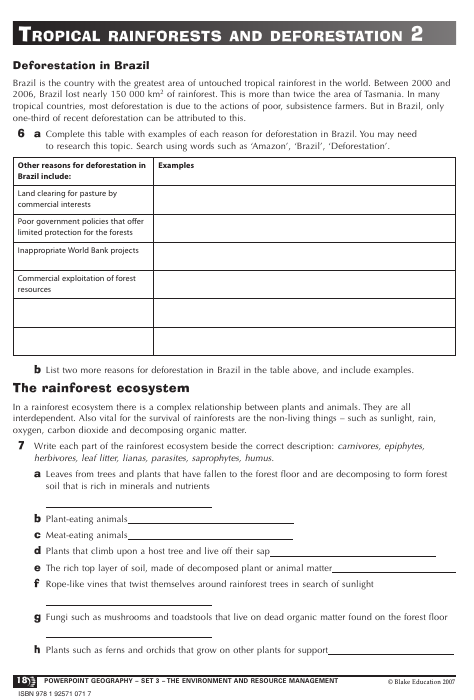 TROPICAL RAINFORESTS AND DEFORESTATION 2
Deforestation in Brazil
Brazil is the country with the greatest area of untouched tropical rainforest in the world. Between 2000 and
2006, Brazil lost nearly 150 000 km² of rainforest. This is more than twice the area of Tasmania. In many
tropical countries, most deforestation is due to the actions of poor, subsistence farmers. But in Brazil, only
one-third of recent deforestation can be attributed to this.
6 a Complete this table with examples of each reason for deforestation in Brazil. You may need
to research this topic. Search using words such as ‘Amazon’, ‘Brazil’, ‘Deforestation’.
Other reasons for deforestation in Examples
Brazil include:
Land clearing for pasture by
commercial interests
Poor government policies that offer
limited protection for the forests
Inappropriate World Bank projects
Commercial exploitation of forest
resources
b List two more reasons for deforestation in Brazil in the table above, and include examples.
The rainforest ecosystem
In a rainforest ecosystem there is a complex relationship between plants and animals. They are all
interdependent. Also vital for the survival of rainforests are the non-living things – such as sunlight, rain,
oxygen, carbon dioxide and decomposing organic matter.
7 Write each part of the rainforest ecosystem beside the correct description: carnivores, epiphytes,
herbivores, leaf litter, lianas, parasites, saprophytes, humus.
a Leaves from trees and plants that have fallen to the forest floor and are decomposing to form forest
soil that is rich in minerals and nutrients
b Plant-eating animals
c Meat-eating animals
d Plants that climb upon a host tree and live off their sap
e The rich top layer of soil, made of decomposed plant or animal matter
f Rope-like vines that twist themselves around rainforest trees in search of sunlight
g Fungi such as mushrooms and toadstools that live on dead organic matter found on the forest floor
h Plants such as ferns and orchids that grow on other plants for support
18 POWERPOINT GEOGRAPHY – SET 3 – THE ENVIRONMENT AND RESOURCE MANAGEMENT © Blake Education 2007
ISBN 978 1 92571 071 7